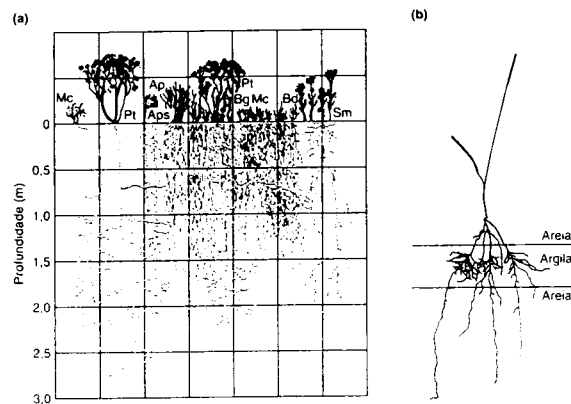 (a)
(b)
Mc
Pt
Ap
Aps
Pt
Bg Mc
Bd
Sm
0
0,5
1,0
1,5
2,0
2,5
3,0
Profundidade (m)
Areia
Argila
Areia